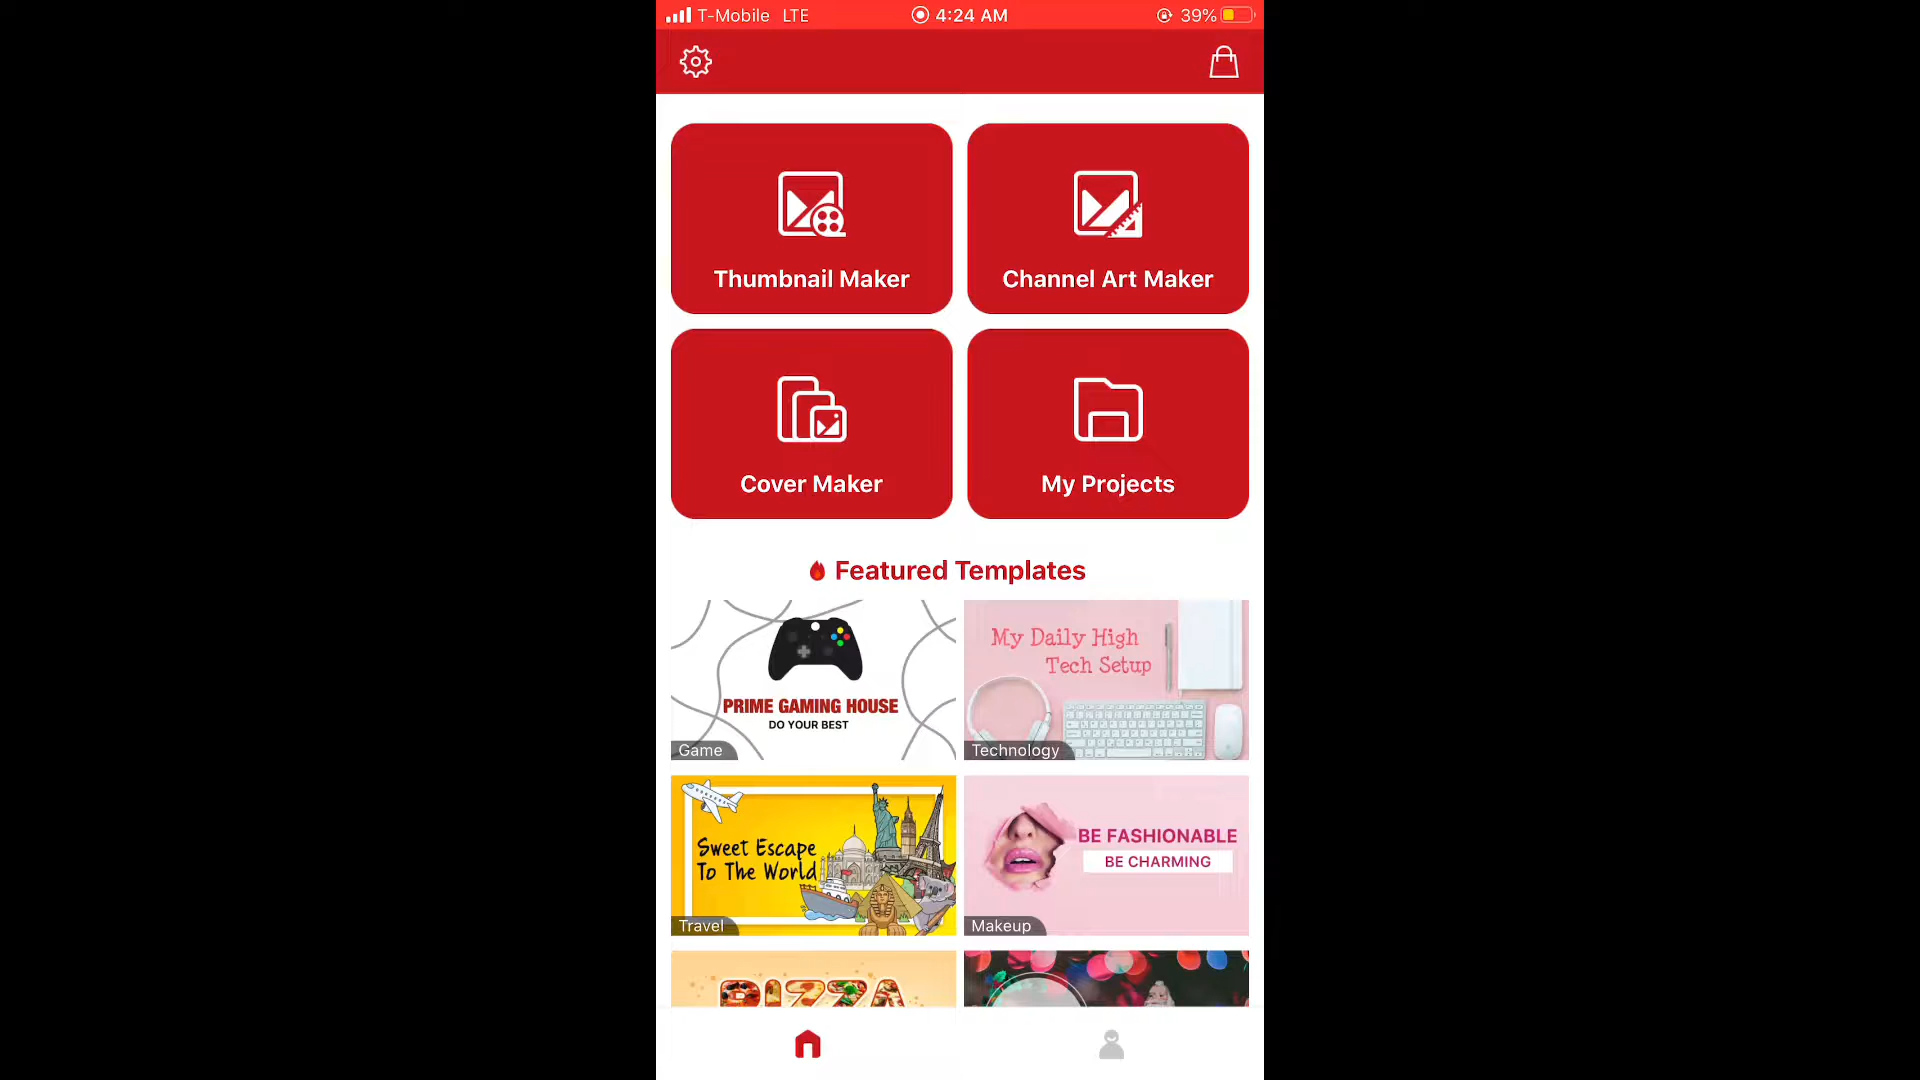 T-Mobile LTE 4:24 AM 39%
Thumbnail Maker
Channel Art Maker
Cover Maker
My Projects
Featured Templates
PRIME GAMING HOUSE
DO YOUR BEST
Game
My Daily High
Tech Setup
Technology
Sweet Escape
To The World
Travel
BE FASHIONABLE
BE CHARMING
Makeup
PIZZA